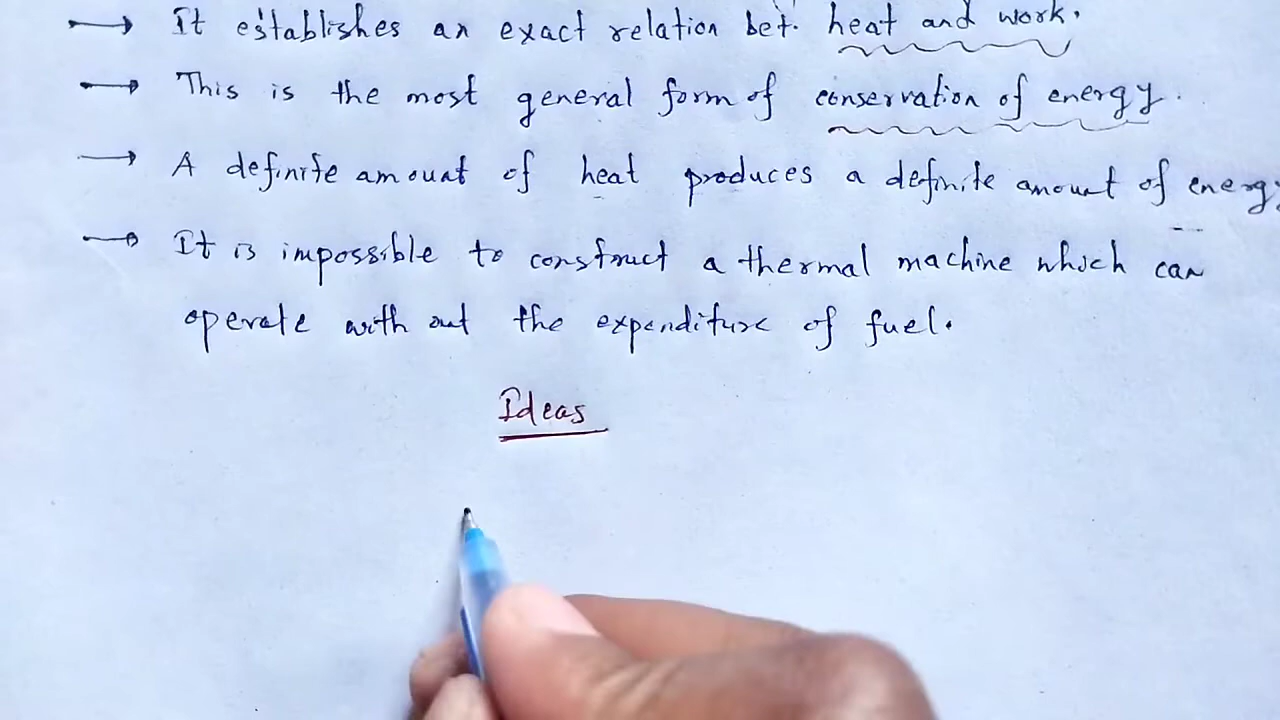 → It establishes an exact relation bet. heat and work.
→ This is the most general form of conservation of energy.
→ A definite amount of heat produces a definite amount of energy
→ It is impossible to construct a thermal machine which can
operate with out the expenditure of fuel.
Ideas